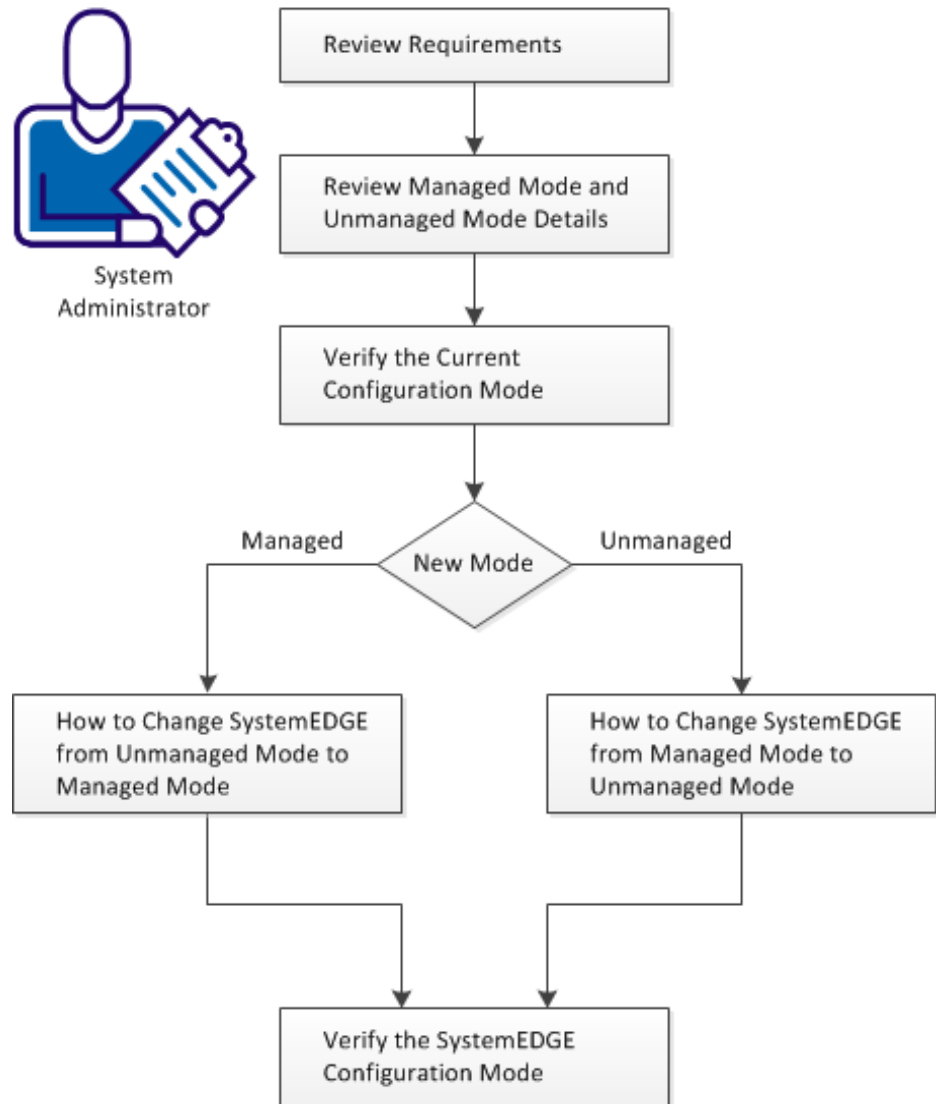 Review Requirements
System
Administrator
Review Managed Mode and
Unmanaged Mode Details
Verify the Current
Configuration Mode
Managed
New Mode
Unmanaged
How to Change SystemEDGE
from Unmanaged Mode to
Managed Mode
How to Change SystemEDGE
from Managed Mode to
Unmanaged Mode
Verify the SystemEDGE
Configuration Mode